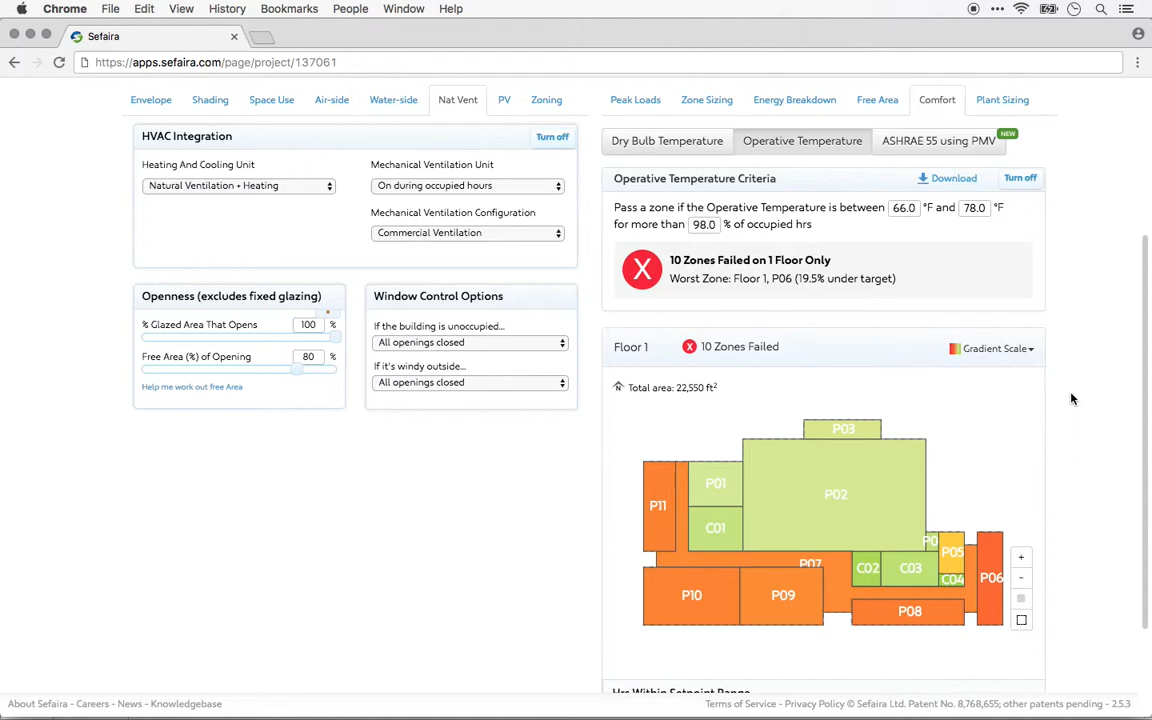 Chrome File Edit View History Bookmarks People Window Help
Sefaira
https://apps.sefaira.com/page/project/137061
Envelope Shading Space Use Air-side Water-side Nat Vent PV Zoning
Peak Loads Zone Sizing Energy Breakdown Free Area Comfort Plant Sizing
HVAC Integration Turn off
Heating And Cooling Unit
Natural Ventilation + Heating
Mechanical Ventilation Unit
On during occupied hours
Mechanical Ventilation Configuration
Commercial Ventilation
Openness (excludes fixed glazing)
% Glazed Area That Opens 100 %
Free Area (%) of Opening 80 %
Help me work out free Area
Window Control Options
If the building is unoccupied...
All openings closed
If it's windy outside...
All openings closed
Dry Bulb Temperature Operative Temperature ASHRAE 55 using PMV NEW
Operative Temperature Criteria Download Turn off
Pass a zone if the Operative Temperature is between 66.0 °F and 78.0 °F
for more than 98.0 % of occupied hrs
X
10 Zones Failed on 1 Floor Only
Worst Zone: Floor 1, P06 (19.5% under target)
Floor 1 X 10 Zones Failed Gradient Scale
N Total area: 22,550 ft²
P03
P01
P02
P11
C01
P0
P05
P07
C02
C03
C04
P06
P10
P09
P08
+
-
Hrs Within Setpoint Range
About Sefaira - Careers - News - Knowledgebase
Terms of Service - Privacy Policy © Sefaira Ltd. Patent No. 8,768,655; other patents pending - 2.5.3